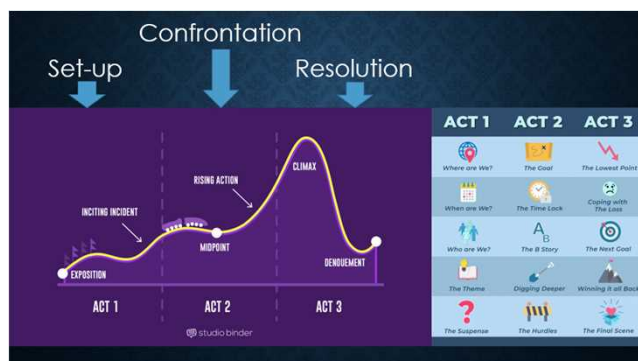 Confrontation
Set-up
Resolution
CLIMAX
RISING ACTION
INCITING INCIDENT
MIDPOINT
DENOUEMENT
EXPOSITION
ACT 1
ACT 2
ACT 3
studio binder
ACT 1 ACT 2 ACT 3
Where are We? The Goal The Lowest Point
When are We? The Time Lock Coping with
The Loss
A
B
Who are We? The B Story The Next Goal
The Theme Digging Deeper Winning It all Back
The Suspense The Hurdles The Final Scene